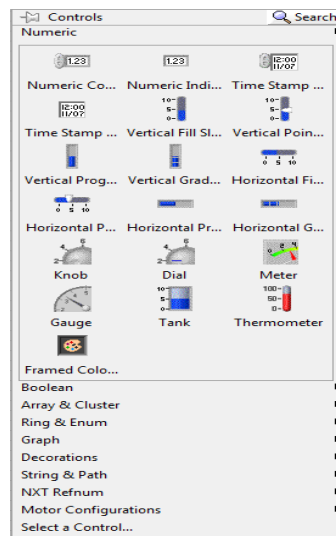 Controls Search
Numeric
1.23 1.23 12:00 11/07
Numeric Co... Numeric Indi... Time Stamp ...
12:00 11/07 10- 5- 0- 10- 5- 0-
Time Stamp ... Vertical Fill Sl... Vertical Poin...
0 5 10
Vertical Prog... Vertical Grad... Horizontal Fi...
0 5 10
Horizontal P... Horizontal Pr... Horizontal G...
Knob Dial Meter
10- 5- 0- 100- 50- 0-
Gauge Tank Thermometer
Framed Colo...
Boolean
Array & Cluster
Ring & Enum
Graph
Decorations
String & Path
NXT Refnum
Motor Configurations
Select a Control...